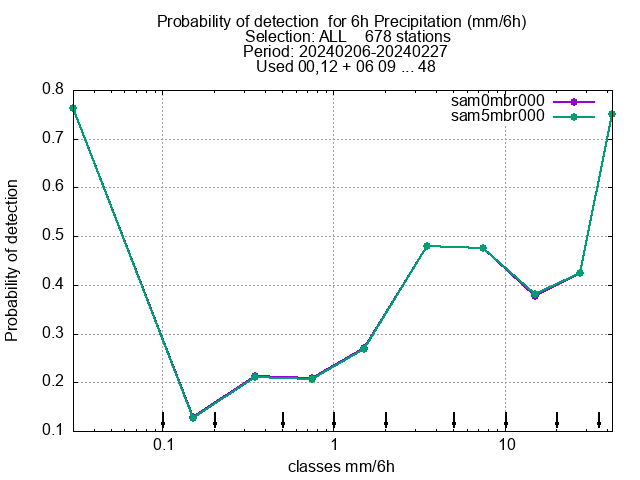 Probability of detection  for 6h Precipitation (mm/6h)
Selection: ALL    678 stations
Period: 20240206-20240227
Used 00,12 + 06 09 ... 48
sam0mbr000
sam5mbr000
0.8
0.7
0.6
0.5
0.4
0.3
0.2
0.1
Probability of detection
0.1 1 10
classes mm/6h